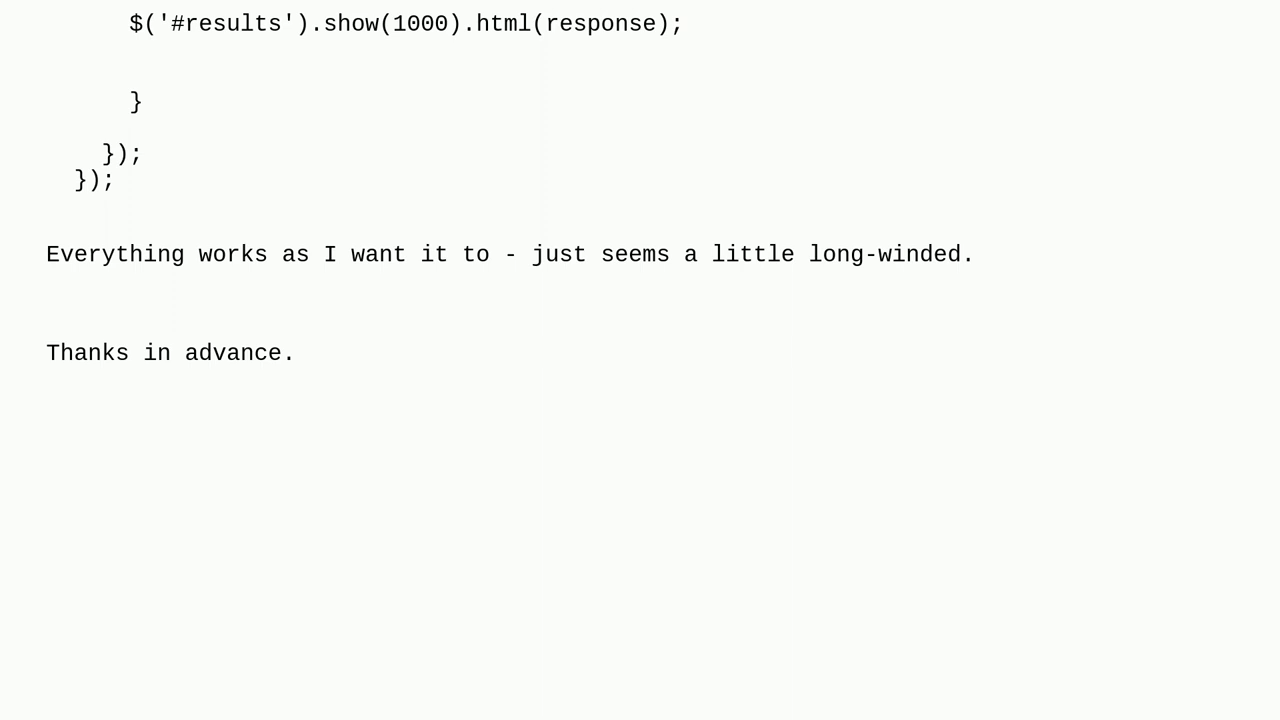 $('#results').show(1000).html(response);
}
});
});
Everything works as I want it to - just seems a little long-winded.
Thanks in advance.